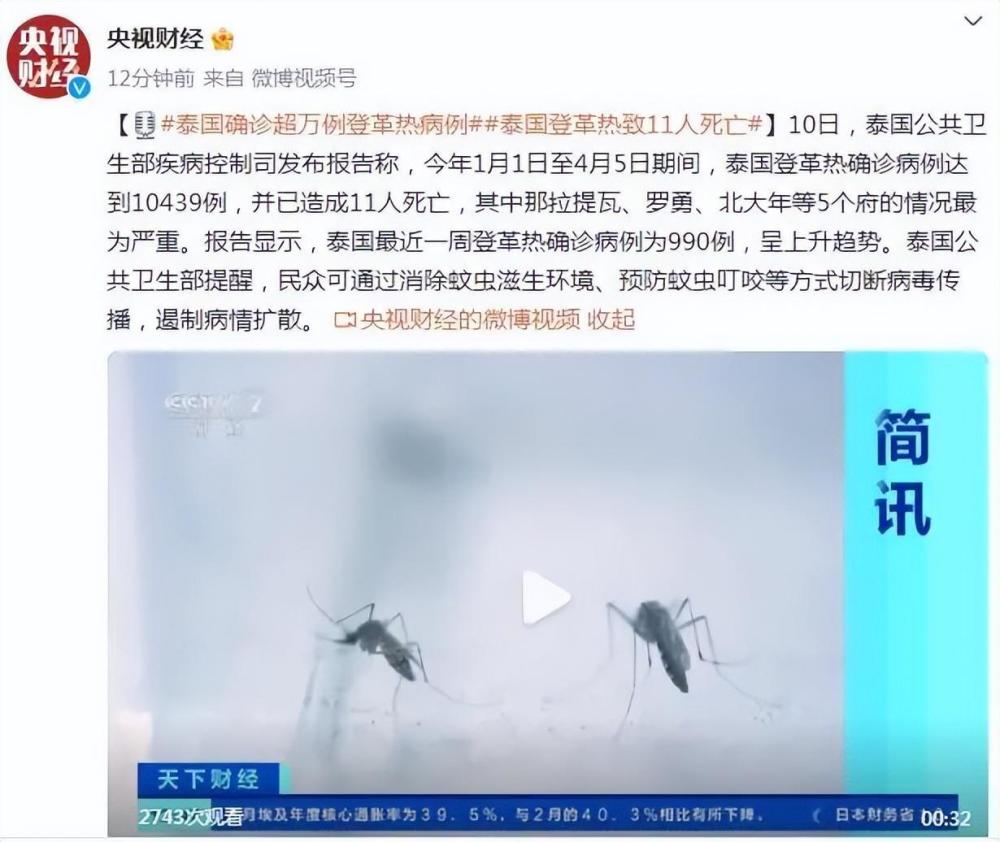 央视
财经
央视财经
12分钟前 来自 微博视频号
【#泰国确诊超万例登革热病例##泰国登革热致11人死亡#】10日，泰国公共卫
生部疾病控制司发布报告称，今年1月1日至4月5日期间，泰国登革热确诊病例达
到10439例，并已造成11人死亡，其中那拉提瓦、罗勇、北大年等5个府的情况最
为严重。报告显示，泰国最近一周登革热确诊病例为990例，呈上升趋势。泰国公
共卫生部提醒，民众可通过消除蚊虫滋生环境、预防蚊虫叮咬等方式切断病毒传
播，遏制病情扩散。 央视财经的微博视频 收起
简
讯
天下财经
2743次观看
月埃及年度核心通胀率为39.5%，与2月的40.3%相比有所下降。 日本财务省
00:32